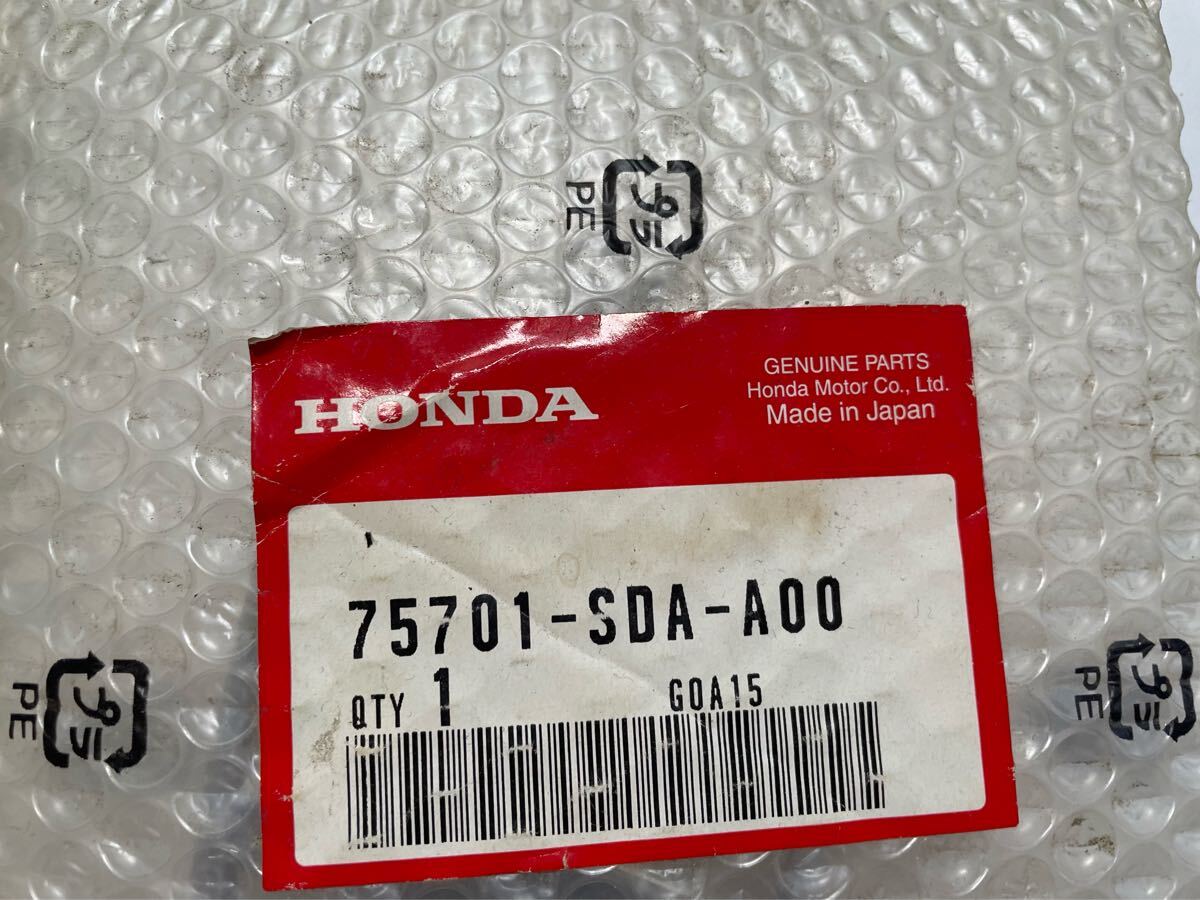 プラ
PE
HONDA
GENUINE PARTS
Honda Motor Co., Ltd.
Made in Japan
75701-SDA-A00
QTY 1
G0A15
プラ
PE
プラ
PE